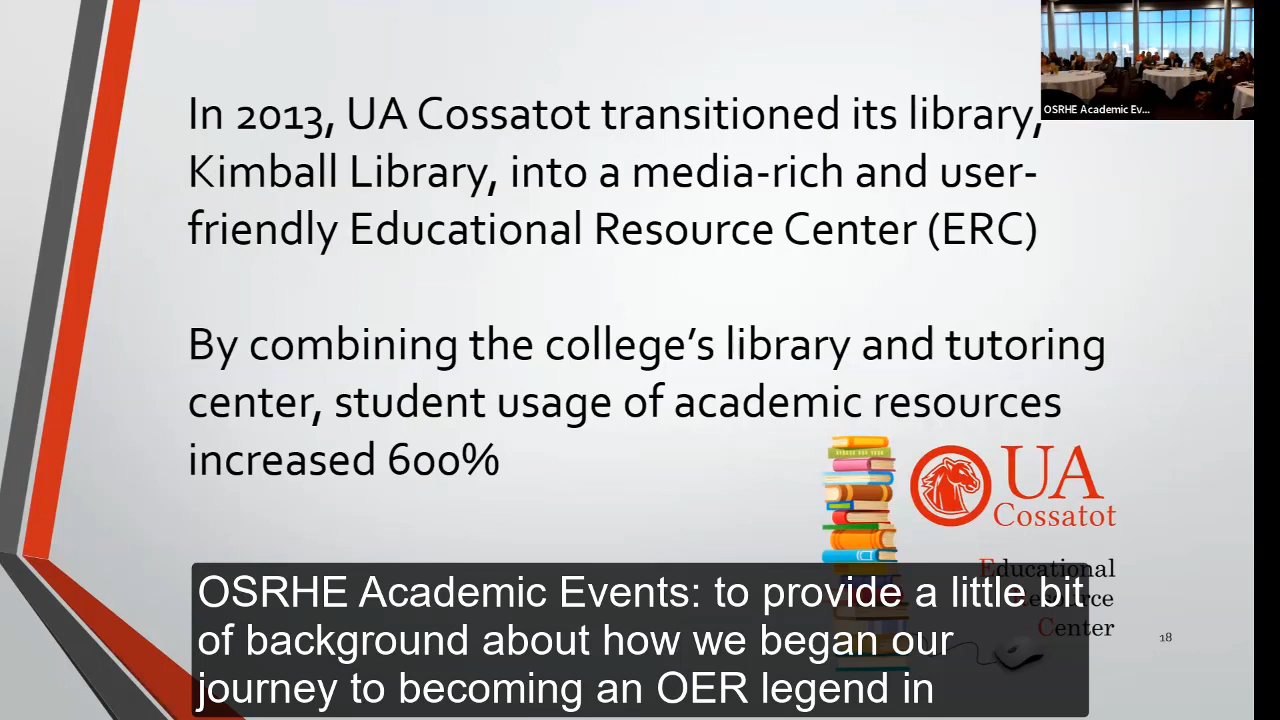 OSRHE Academic Ev...
In 2013, UA Cossatot transitioned its library,
Kimball Library, into a media-rich and user-
friendly Educational Resource Center (ERC)
By combining the college’s library and tutoring
center, student usage of academic resources
increased 600%
UA
Cossatot
Educational
Resource
Center
18
OSRHE Academic Events: to provide a little bit
of background about how we began our
journey to becoming an OER legend in